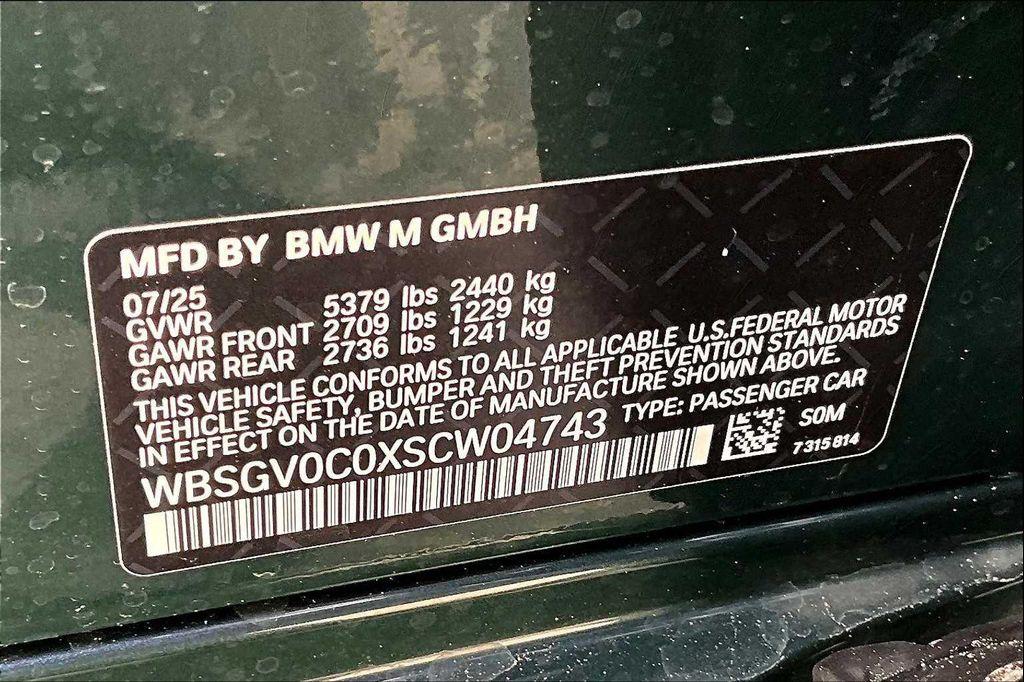 MFD BY BMW M GMBH
07/25
GVWR 5379 lbs 2440 kg
GAWR FRONT 2709 lbs 1229 kg
GAWR REAR 2736 lbs 1241 kg
THIS VEHICLE CONFORMS TO ALL APPLICABLE U.S.FEDERAL MOTOR
VEHICLE SAFETY, BUMPER AND THEFT PREVENTION STANDARDS
IN EFFECT ON THE DATE OF MANUFACTURE SHOWN ABOVE.
WBSGV0C0XSCW04743 TYPE: PASSENGER CAR
S0M
7315814